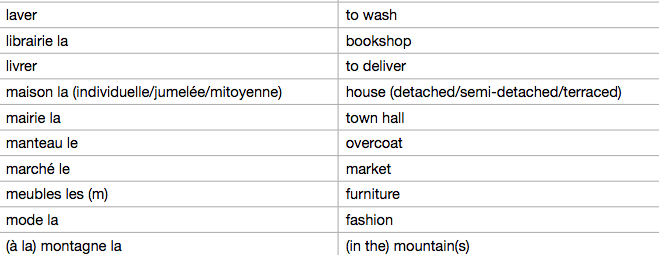 laver to wash
librairie la bookshop
livrer to deliver
maison la (individuelle/jumelée/mitoyenne) house (detached/semi-detached/terraced)
mairie la town hall
manteau le overcoat
marché le market
meubles les (m) furniture
mode la fashion
(à la) montagne la (in the) mountain(s)